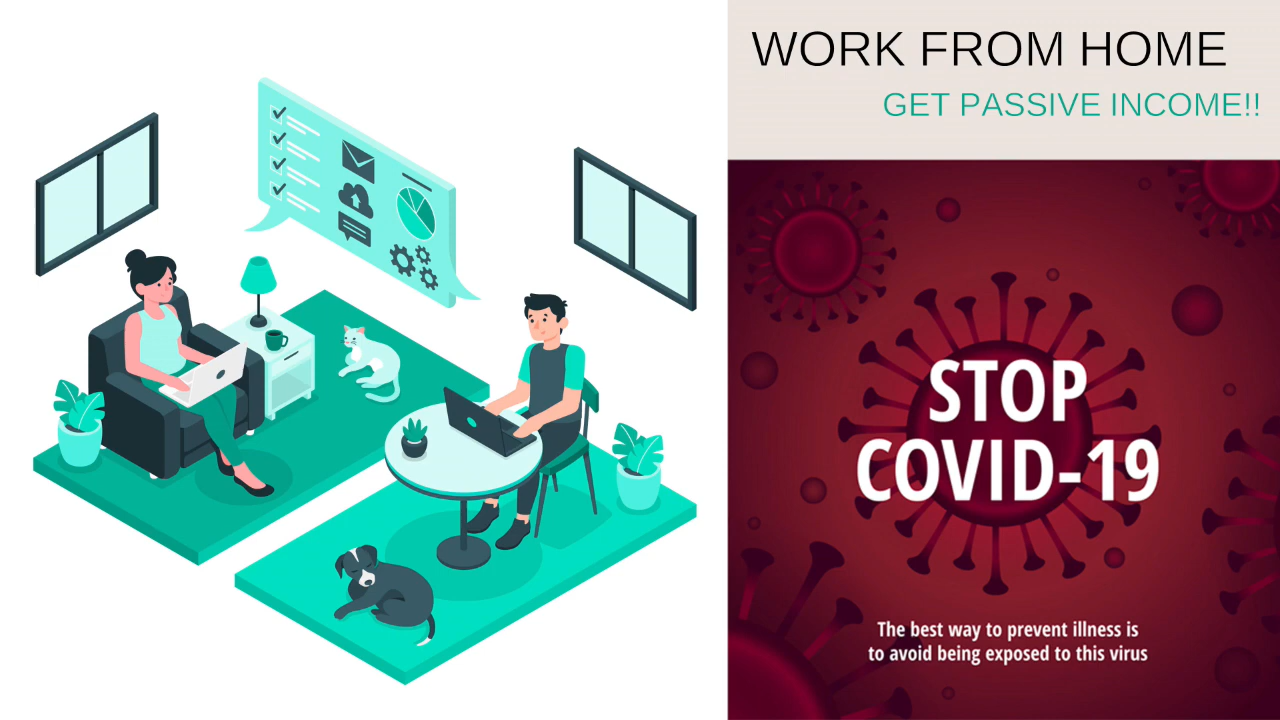 WORK FROM HOME
GET PASSIVE INCOME!!
STOP
COVID-19
The best way to prevent illness is
to avoid being exposed to this virus